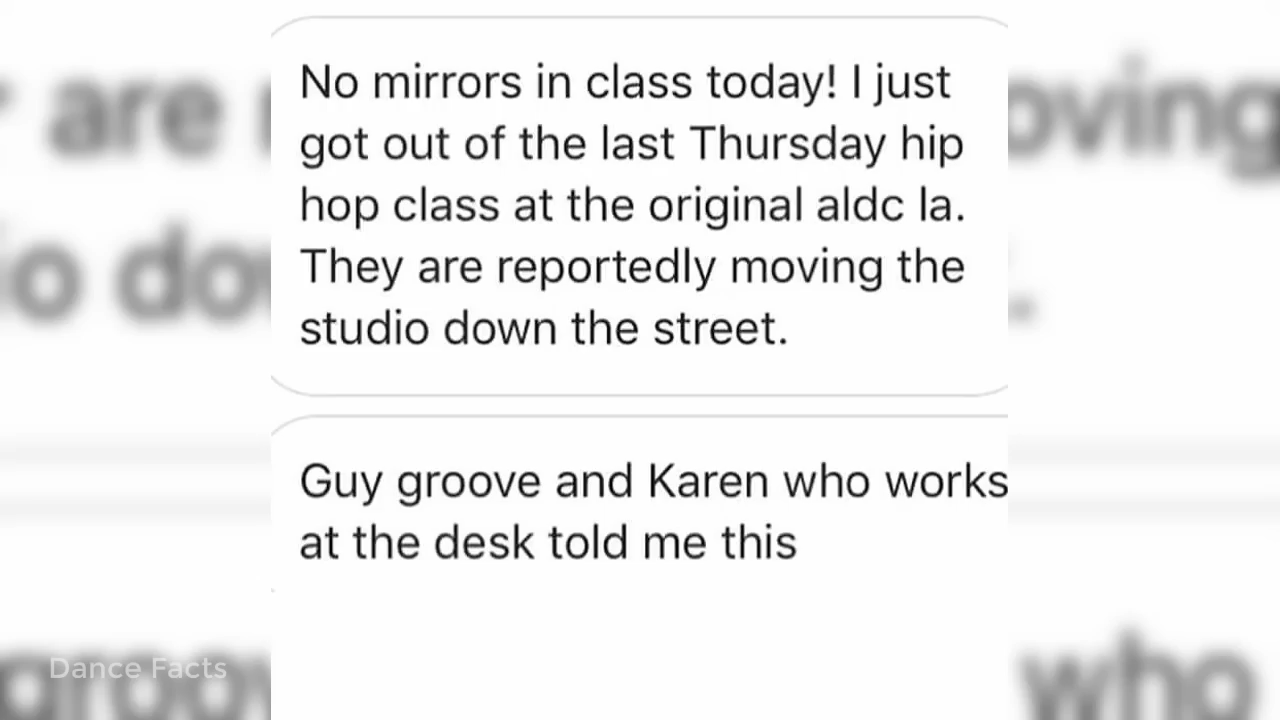 No mirrors in class today! I just
got out of the last Thursday hip
hop class at the original aldc la.
They are reportedly moving the
studio down the street.
Guy groove and Karen who works
at the desk told me this
Dance Facts